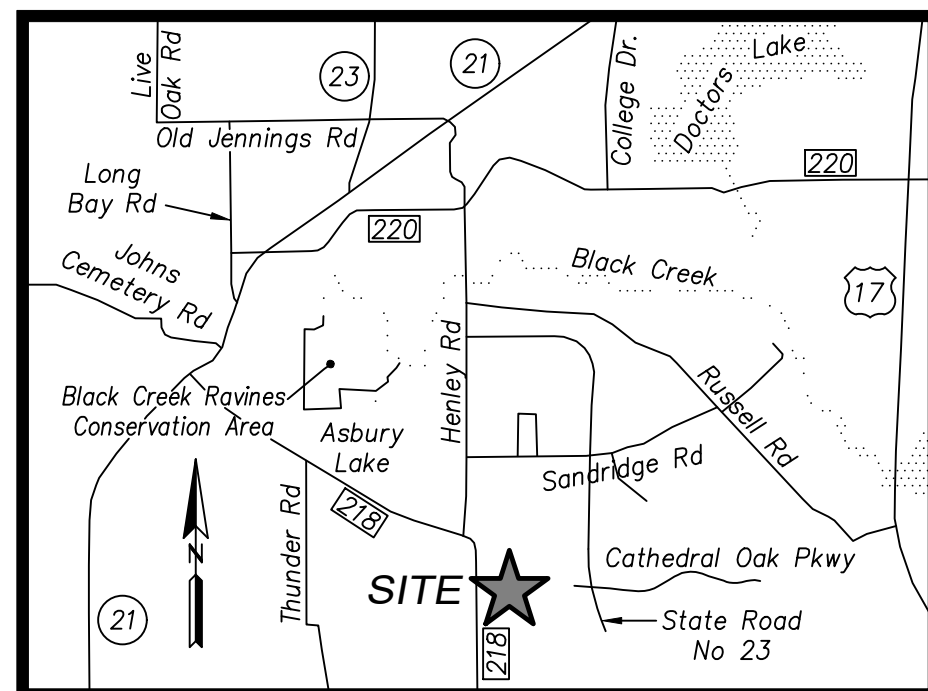 Live
Oak Rd
23
21
College Dr.
Doctors
Lake
Old Jennings Rd
220
Long
Bay Rd
220
Johns
Cemetery Rd
Black Creek
17
Henley Rd
Black Creek Ravines
Conservation Area
Asbury
Lake
Russell Rd
Sandridge Rd
Thunder Rd
218
N
Cathedral Oak Pkwy
SITE
21
218
State Road
No 23